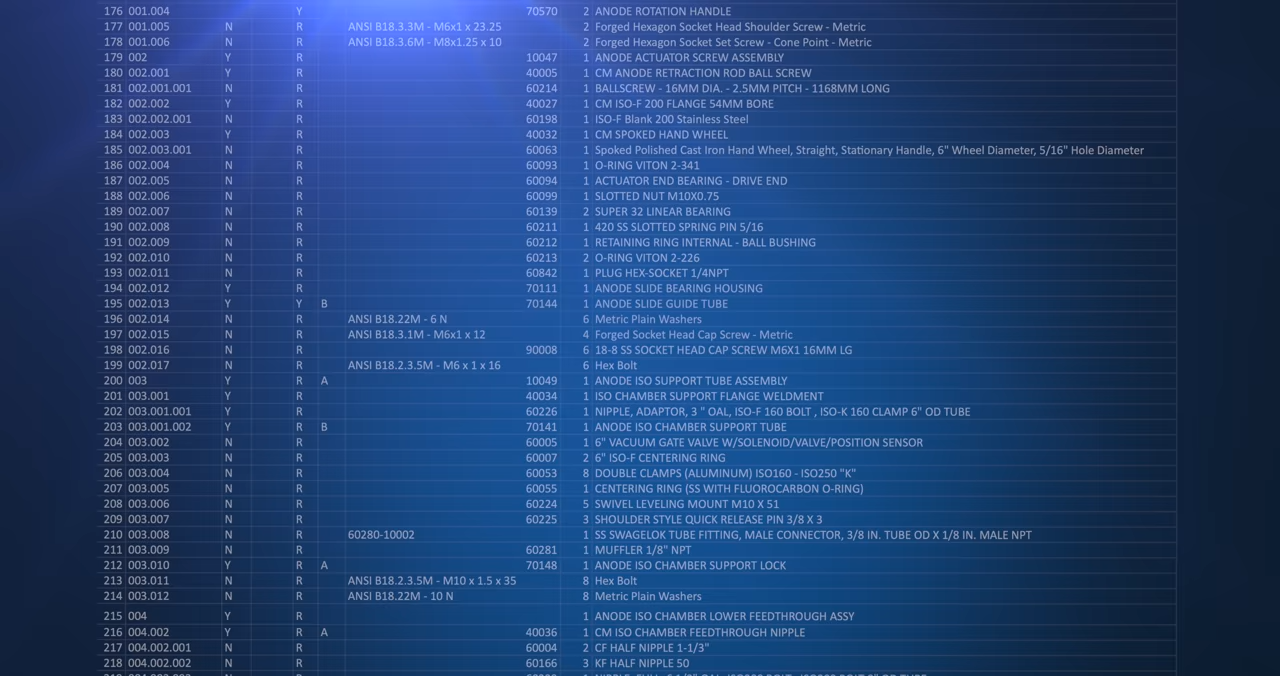 176 001.004 Y 70570 2 ANODE ROTATION HANDLE
177 001.005 N R ANSI B18.3.3M - M6x1 x 23.25 2 Forged Hexagon Socket Head Shoulder Screw - Metric
178 001.006 N R ANSI B18.3.6M - M8x1.25 x 10 2 Forged Hexagon Socket Set Screw - Cone Point - Metric
179 002 Y R 10047 1 ANODE ACTUATOR SCREW ASSEMBLY
180 002.001 Y R 40005 1 CM ANODE RETRACTION ROD BALL SCREW
181 002.001.001 N R 60214 1 BALLSCREW - 16MM DIA. - 2.5MM PITCH - 1168MM LONG
182 002.002 Y R 40027 1 CM ISO-F 200 FLANGE 54MM BORE
183 002.002.001 N R 60198 1 ISO-F Blank 200 Stainless Steel
184 002.003 Y R 40032 1 CM SPOKED HAND WHEEL
185 002.003.001 N R 60063 1 Spoked Polished Cast Iron Hand Wheel, Straight, Stationary Handle, 6" Wheel Diameter, 5/16" Hole Diameter
186 002.004 N R 60093 1 O-RING VITON 2-341
187 002.005 N R 60094 1 ACTUATOR END BEARING - DRIVE END
188 002.006 N R 60099 1 SLOTTED NUT M10X0.75
189 002.007 N R 60139 2 SUPER 32 LINEAR BEARING
190 002.008 N R 60211 1 420 SS SLOTTED SPRING PIN 5/16
191 002.009 N R 60212 1 RETAINING RING INTERNAL - BALL BUSHING
192 002.010 N R 60213 2 O-RING VITON 2-226
193 002.011 N R 60842 1 PLUG HEX-SOCKET 1/4NPT
194 002.012 Y R 70111 1 ANODE SLIDE BEARING HOUSING
195 002.013 Y Y B 70144 1 ANODE SLIDE GUIDE TUBE
196 002.014 N R ANSI B18.22M - 6 N 6 Metric Plain Washers
197 002.015 N R ANSI B18.3.1M - M6x1 x 12 4 Forged Socket Head Cap Screw - Metric
198 002.016 N R 90008 6 18-8 SS SOCKET HEAD CAP SCREW M6X1 16MM LG
199 002.017 N R ANSI B18.2.3.5M - M6 x 1 x 16 6 Hex Bolt
200 003 Y R A 10049 1 ANODE ISO SUPPORT TUBE ASSEMBLY
201 003.001 Y R 40034 1 ISO CHAMBER SUPPORT FLANGE WELDMENT
202 003.001.001 Y R 60226 1 NIPPLE, ADAPTOR, 3 " OAL, ISO-F 160 BOLT , ISO-K 160 CLAMP 6" OD TUBE
203 003.001.002 Y R B 70141 1 ANODE ISO CHAMBER SUPPORT TUBE
204 003.002 N R 60005 1 6" VACUUM GATE VALVE W/SOLENOID/VALVE/POSITION SENSOR
205 003.003 N R 60007 2 6" ISO-F CENTERING RING
206 003.004 N R 60053 8 DOUBLE CLAMPS (ALUMINUM) ISO160 - ISO250 "K"
207 003.005 N R 60055 1 CENTERING RING (SS WITH FLUOROCARBON O-RING)
208 003.006 N R 60224 5 SWIVEL LEVELING MOUNT M10 X 51
209 003.007 N R 60225 3 SHOULDER STYLE QUICK RELEASE PIN 3/8 X 3
210 003.008 N R 60280-10002 1 SS SWAGELOK TUBE FITTING, MALE CONNECTOR, 3/8 IN. TUBE OD X 1/8 IN. MALE NPT
211 003.009 N R 60281 1 MUFFLER 1/8" NPT
212 003.010 Y R A 70148 1 ANODE ISO CHAMBER SUPPORT LOCK
213 003.011 N R ANSI B18.2.3.5M - M10 x 1.5 x 35 8 Hex Bolt
214 003.012 N R ANSI B18.22M - 10 N 8 Metric Plain Washers
215 004 Y R 1 ANODE ISO CHAMBER LOWER FEEDTHROUGH ASSY
216 004.002 Y R A 40036 1 CM ISO CHAMBER FEEDTHROUGH NIPPLE
217 004.002.001 N R 60004 2 CF HALF NIPPLE 1-1/3"
218 004.002.002 N R 60166 3 KF HALF NIPPLE 50